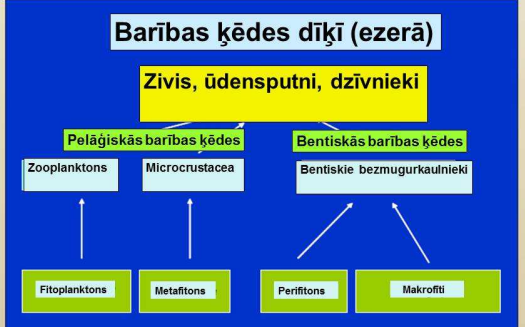 Barības ķēdes dīķī (ezerā)
Zivis, ūdensputni, dzīvnieki
Pelāģiskās barības ķēdes
Bentiskās barības ķēdes
Zooplanktons
Microcrustacea
Bentiskie bezmugurkaulnieki
Fitoplanktons
Metafitons
Perifitons
Makrofīti